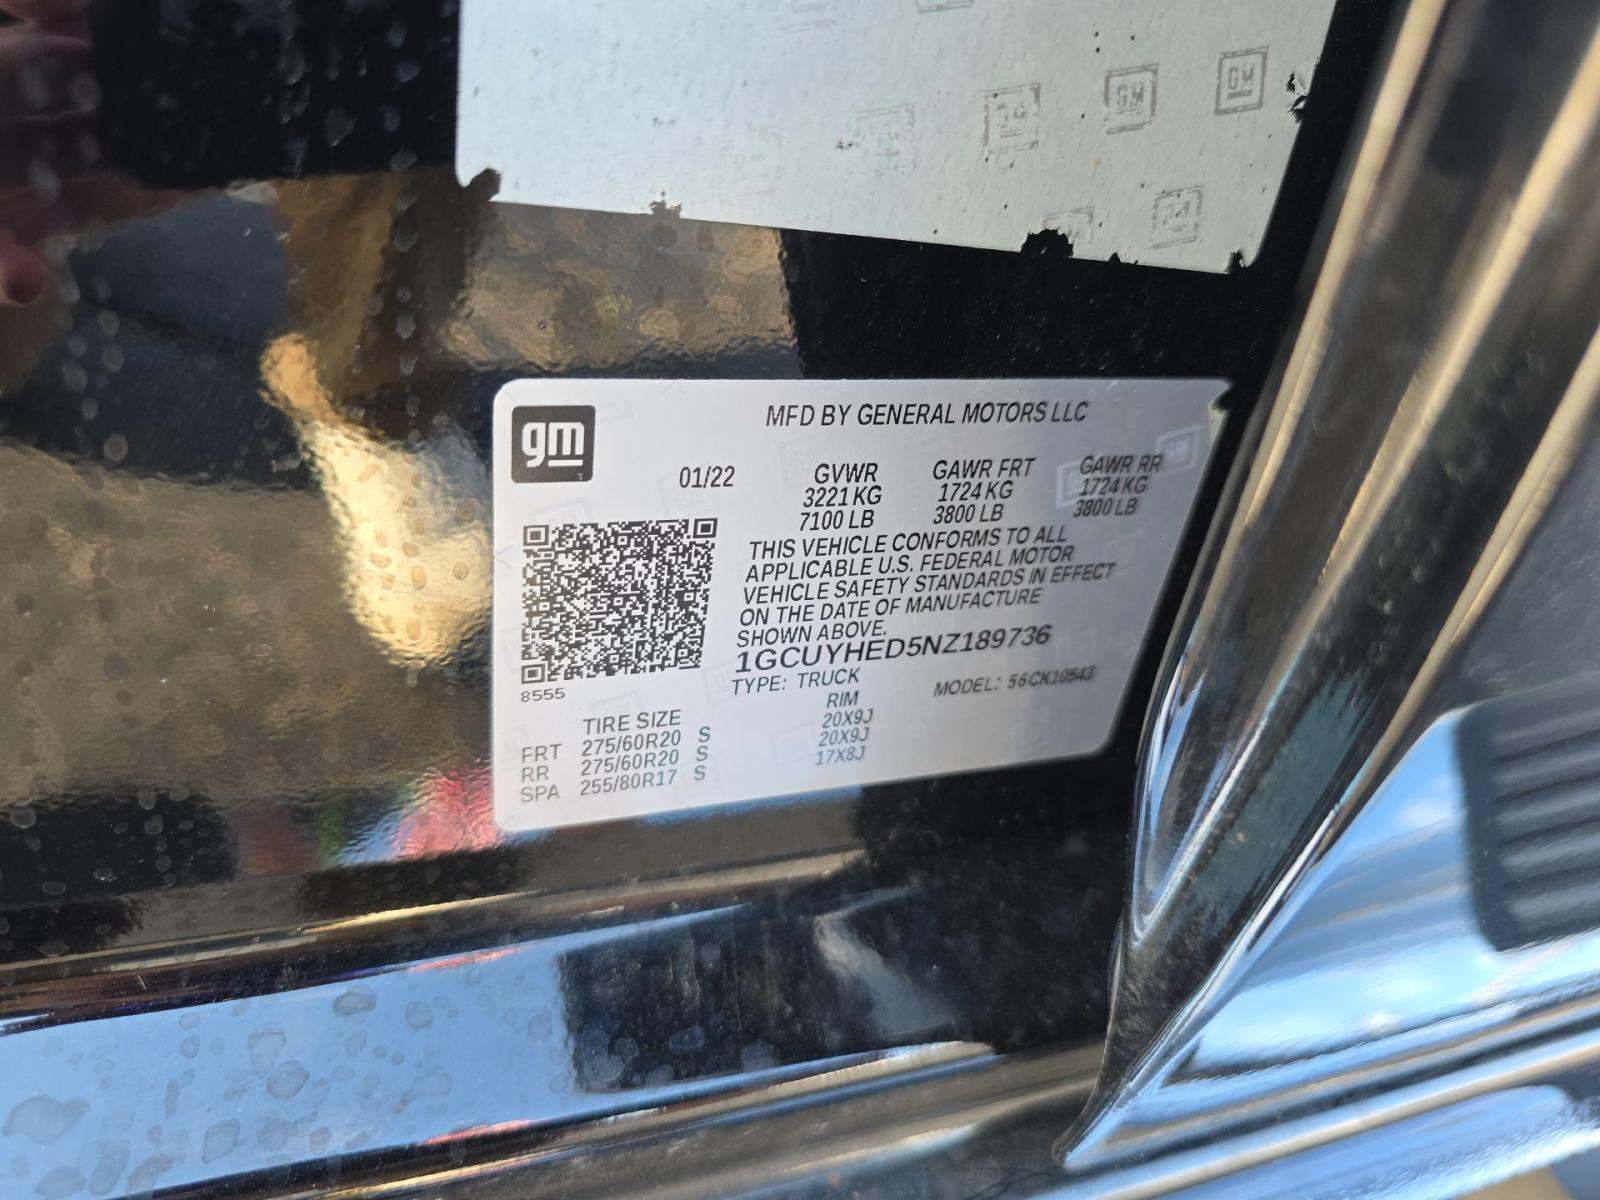 GM
GM
GM
gm
MFD BY GENERAL MOTORS LLC
01/22
GVWR GAWR FRT GAWR RR
3221 KG 1724 KG 1724 KG
7100 LB 3800 LB 3800 LB
THIS VEHICLE CONFORMS TO ALL
APPLICABLE U.S. FEDERAL MOTOR
VEHICLE SAFETY STANDARDS IN EFFECT
ON THE DATE OF MANUFACTURE
SHOWN ABOVE.
1GCUYHED5NZ189736
8555
TYPE: TRUCK MODEL: 56CK10543
TIRE SIZE RIM
FRT 275/60R20 S 20X9J
RR 275/60R20 S 20X9J
SPA 255/80R17 S 17X8J